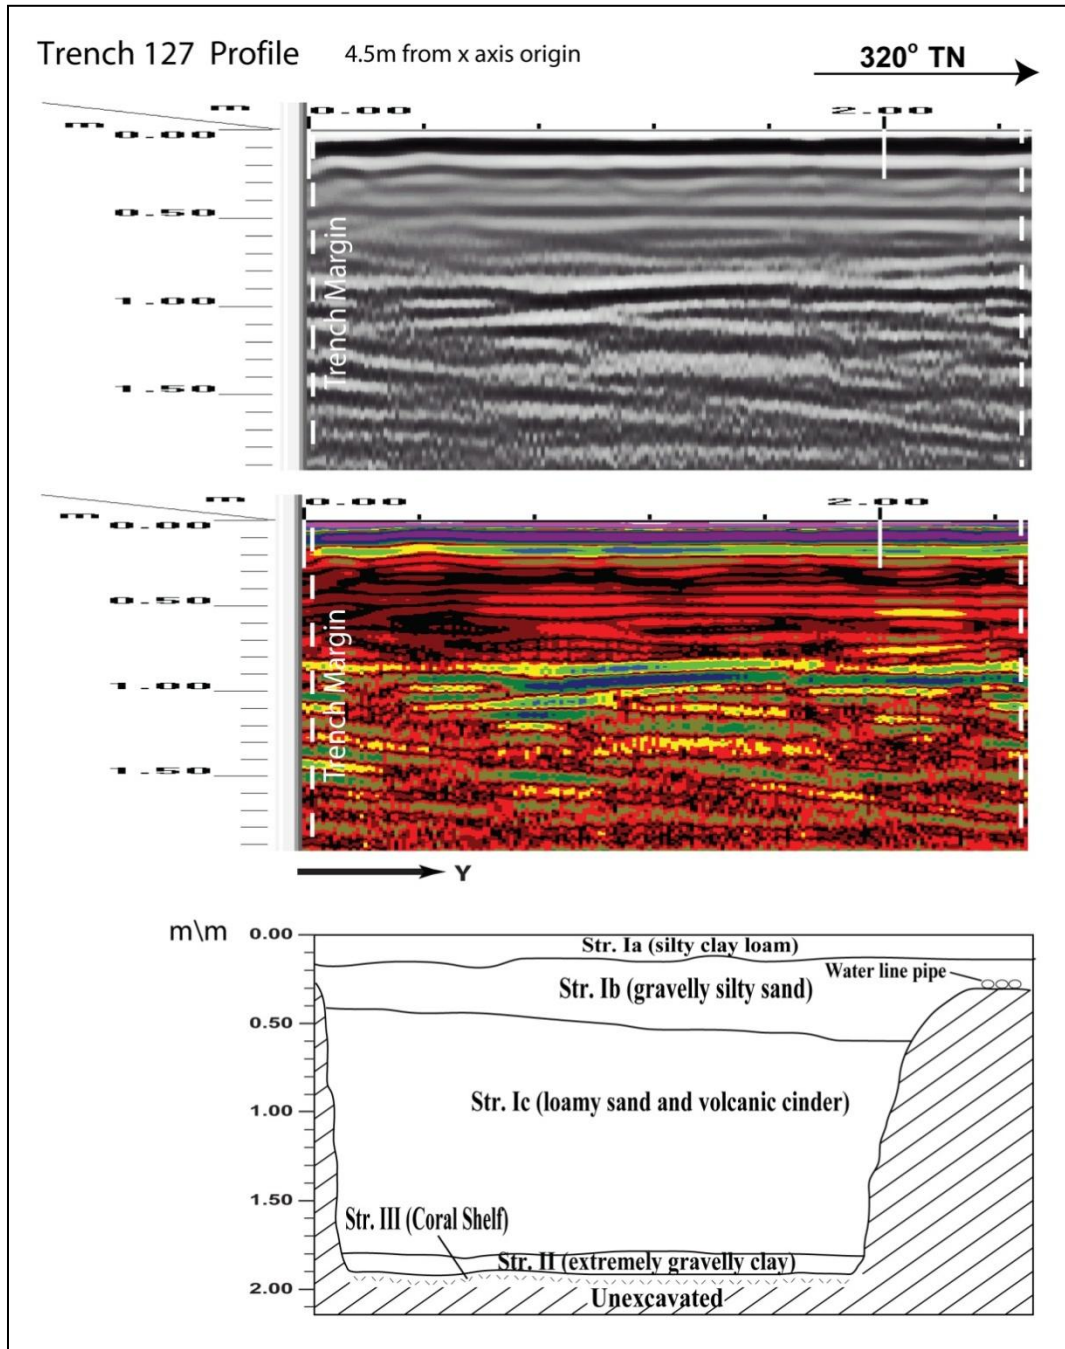 Trench 127 Profile 4.5m from x axis origin 320° TN
m 0.00 2.00
m 0.00
0.50
1.00
1.50
Trench Margin
m 0.00 2.00
m 0.00
0.50
1.00
1.50
Trench Margin
Y
m\m 0.00
Str. Ia (silty clay loam)
Water line pipe
Str. Ib (gravelly silty sand)
0.50
Str. Ic (loamy sand and volcanic cinder)
1.00
1.50
Str. III (Coral Shelf)
Str. II (extremely gravelly clay)
2.00
Unexcavated